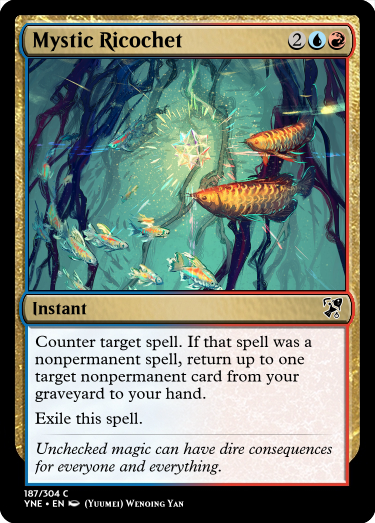 Mystic Ricochet 2
Instant
Counter target spell. If that spell was a
nonpermanent spell, return up to one
target nonpermanent card from your
graveyard to your hand.
Exile this spell.
Unchecked magic can have dire consequences
for everyone and everything.
187/304 C
YNE • EN (Yuumei) Wenqing Yan